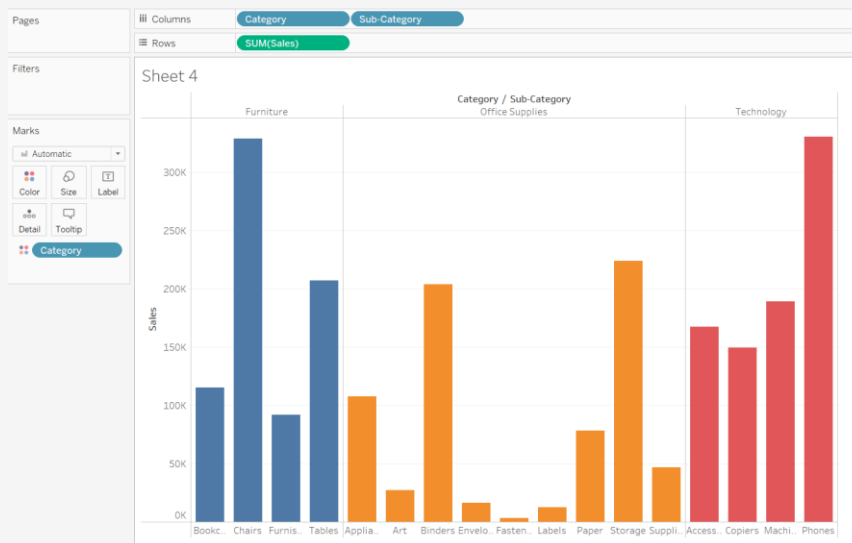 Pages
Columns
Category
Sub-Category
Rows
SUM(Sales)
Filters
Sheet 4
Marks
Automatic
Color
Size
Label
Detail
Tooltip
Category
Category / Sub-Category
Furniture
Office Supplies
Technology
Sales
300K
250K
200K
150K
100K
50K
0K
Bookc..
Chairs
Furnis..
Tables
Applia..
Art
Binders
Envelo..
Fasten..
Labels
Paper
Storage
Suppli..
Access..
Copiers
Machi..
Phones